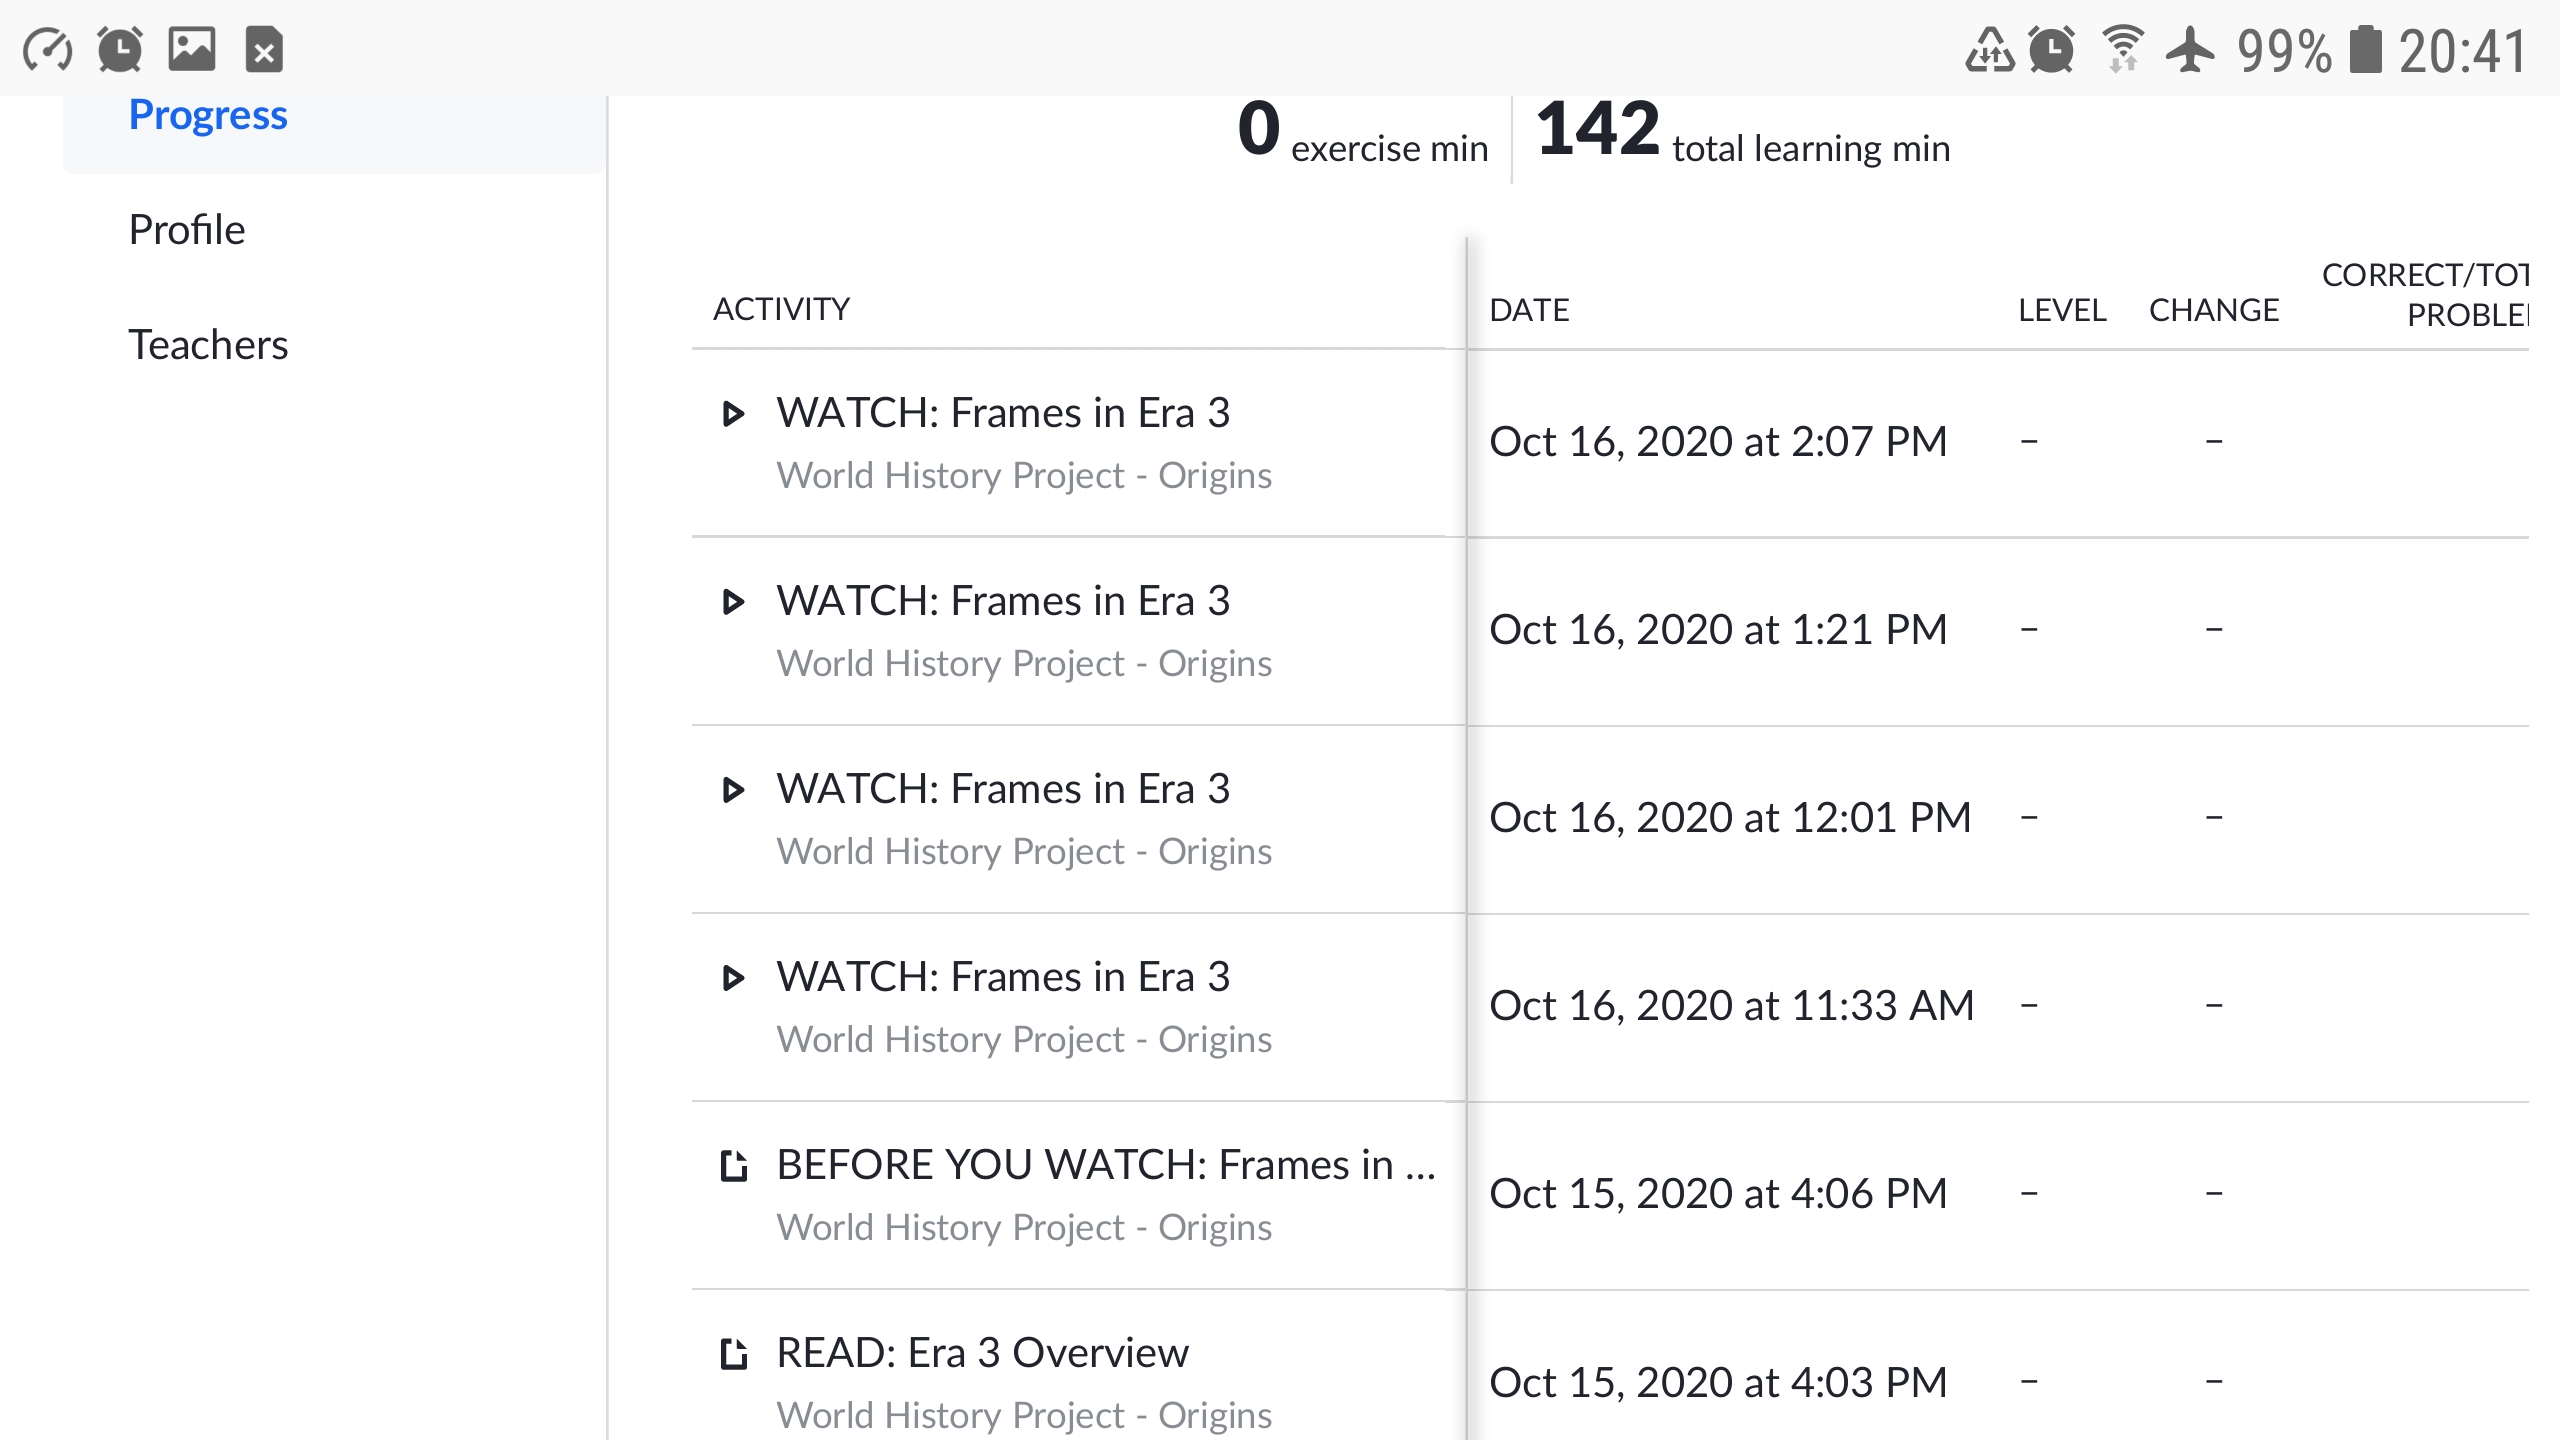 99% 20:41
Progress
Profile
Teachers
0 exercise min 142 total learning min
ACTIVITY DATE LEVEL CHANGE CORRECT/TOT
PROBLE
WATCH: Frames in Era 3
World History Project - Origins
Oct 16, 2020 at 2:07 PM – –
WATCH: Frames in Era 3
World History Project - Origins
Oct 16, 2020 at 1:21 PM – –
WATCH: Frames in Era 3
World History Project - Origins
Oct 16, 2020 at 12:01 PM – –
WATCH: Frames in Era 3
World History Project - Origins
Oct 16, 2020 at 11:33 AM – –
BEFORE YOU WATCH: Frames in ...
World History Project - Origins
Oct 15, 2020 at 4:06 PM – –
READ: Era 3 Overview
World History Project - Origins
Oct 15, 2020 at 4:03 PM – –